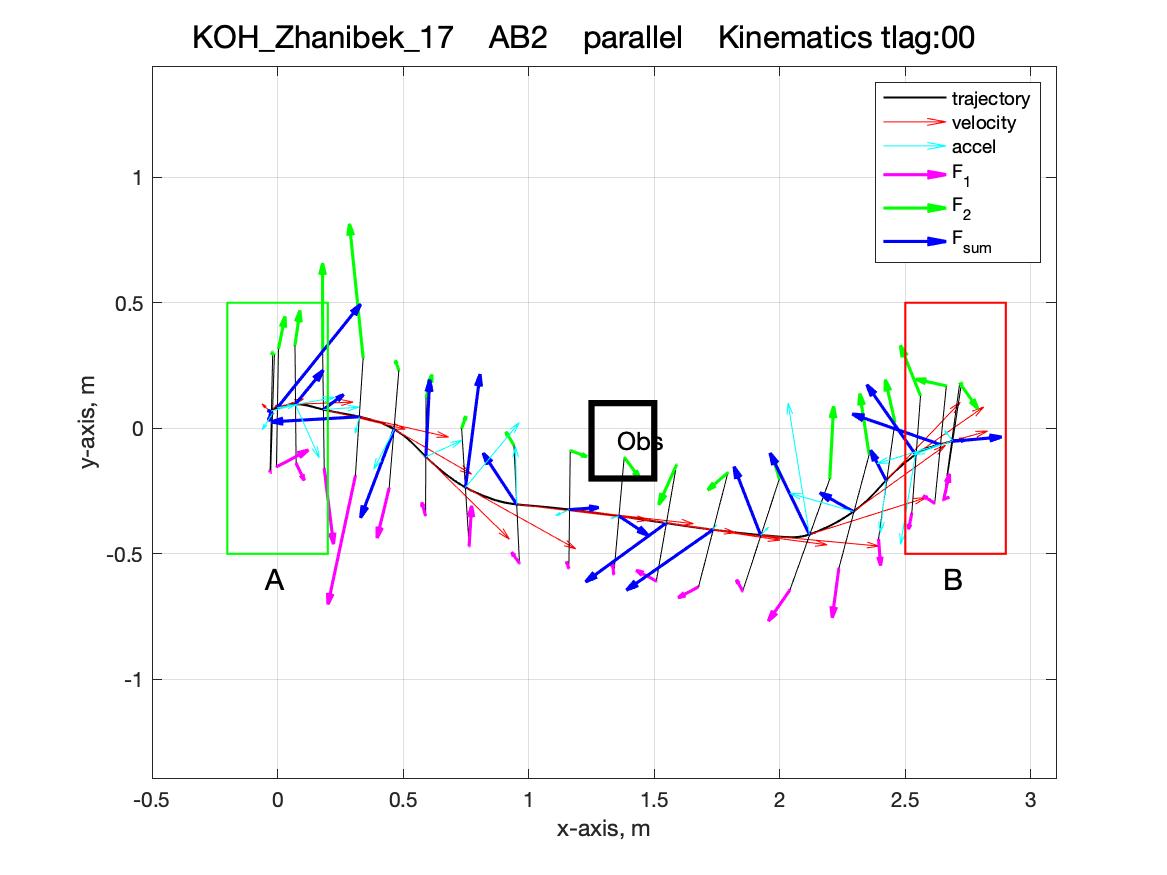 KOH_Zhanibek_17 AB2 parallel Kinematics tlag:00
trajectory
velocity
accel
F1
F2
Fsum
y-axis, m
1
0.5
0
-0.5
-1
Obs
A
B
-0.5 0 0.5 1 1.5 2 2.5 3
x-axis, m